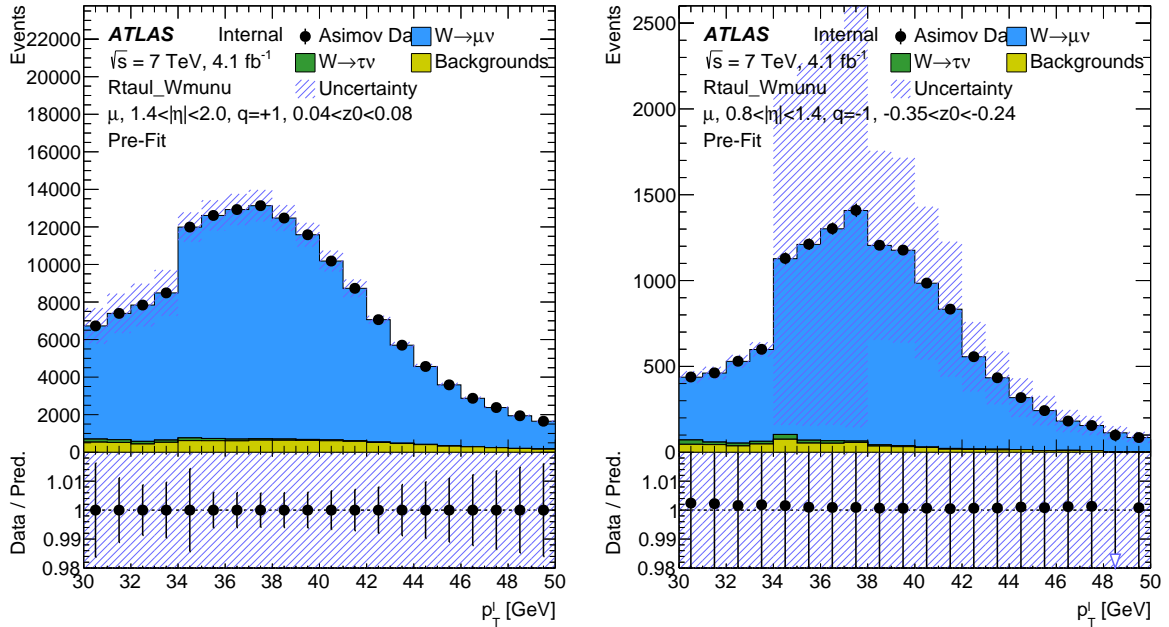 ATLAS Internal
√s = 7 TeV, 4.1 fb⁻¹
Rtaul_Wmunu
μ, 1.4<|η|<2.0, q=+1, 0.04<z0<0.08
Pre-Fit
Asimov Da W→μν
W→τν Backgrounds
Uncertainty
Events
22000
20000
18000
16000
14000
12000
10000
8000
6000
4000
2000
0
Data / Pred.
1.01
1
0.99
0.98
30 32 34 36 38 40 42 44 46 48 50
p_T^l [GeV]
ATLAS Internal
√s = 7 TeV, 4.1 fb⁻¹
Rtaul_Wmunu
μ, 0.8<|η|<1.4, q=-1, -0.35<z0<-0.24
Pre-Fit
Asimov Da W→μν
W→τν Backgrounds
Uncertainty
Events
2500
2000
1500
1000
500
0
Data / Pred.
1.01
1
0.99
0.98
30 32 34 36 38 40 42 44 46 48 50
p_T^l [GeV]